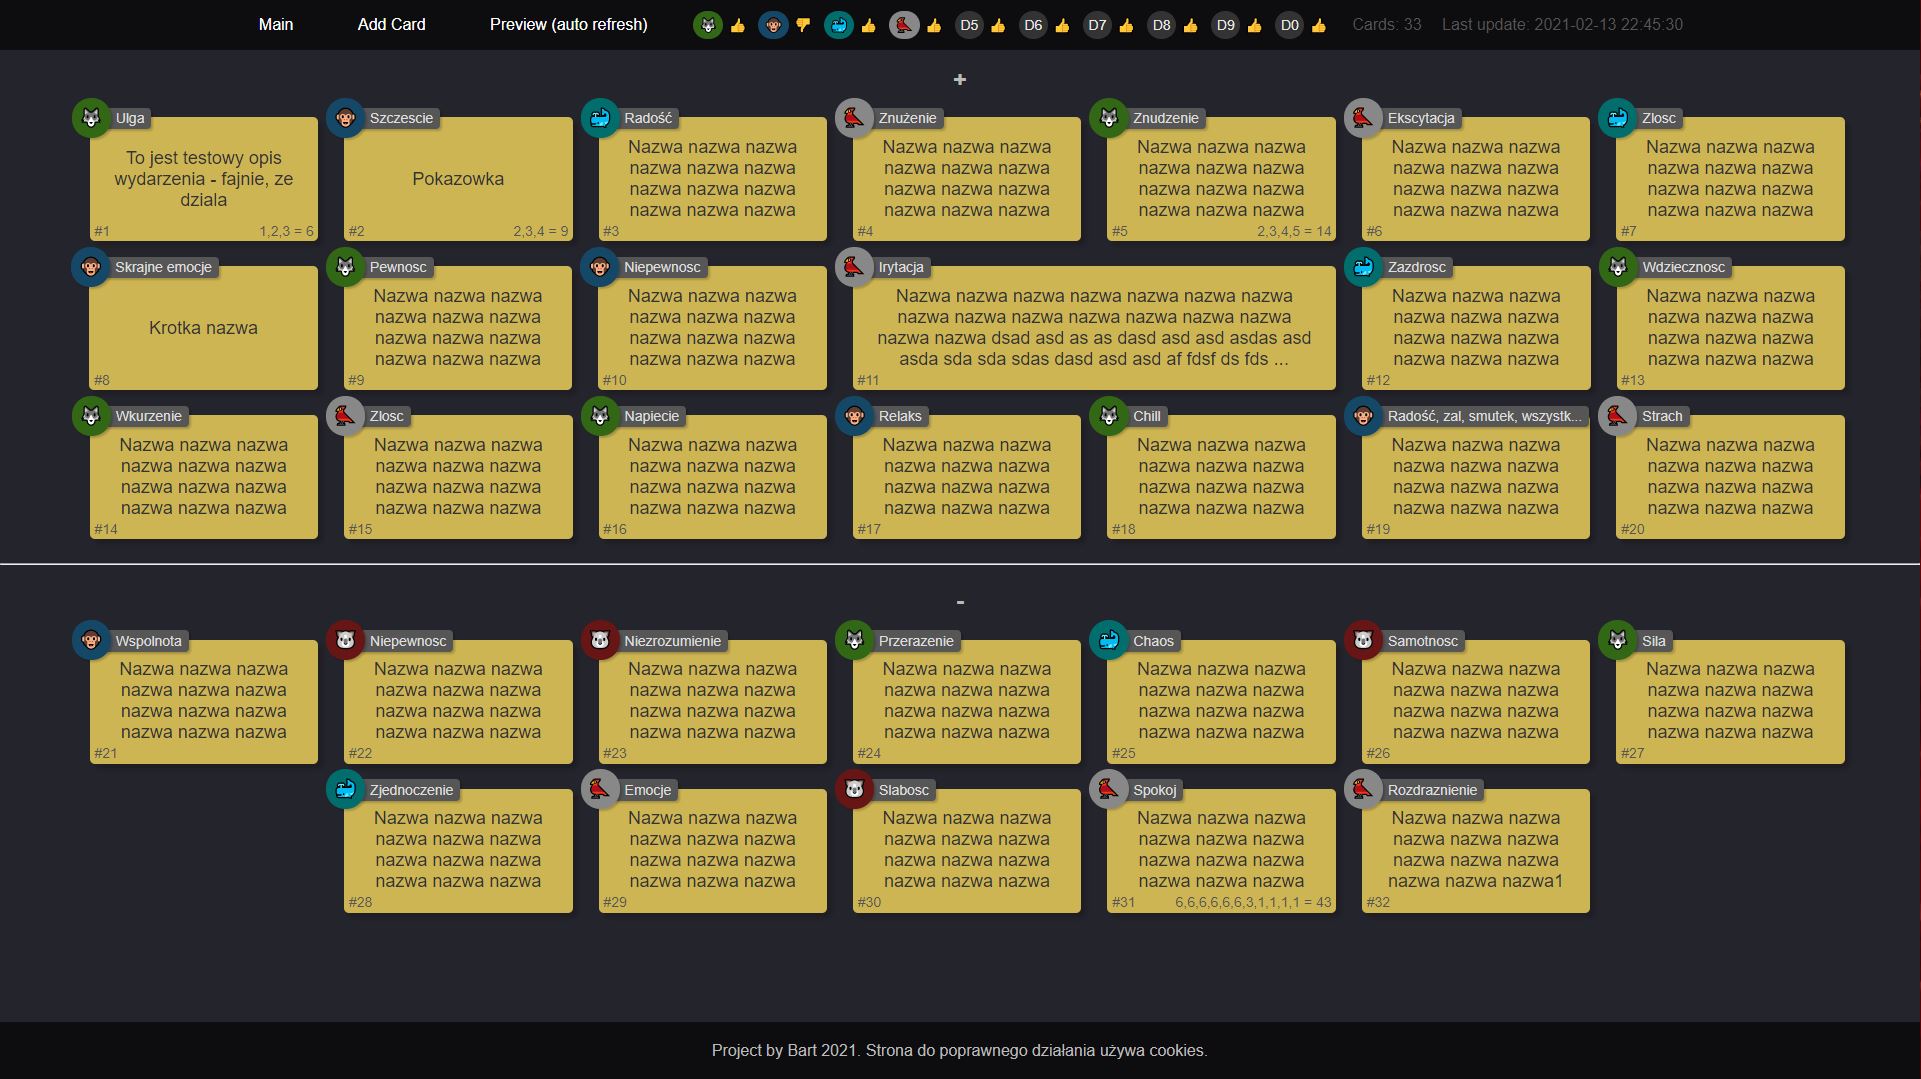 Main Add Card Preview (auto refresh) D5 D6 D7 D8 D9 D0 Cards: 33 Last update: 2021-02-13 22:45:30
+
Ulga
To jest testowy opis
wydarzenia - fajnie, ze
dziala
#1 1,2,3 = 6
Szczescie
Pokazowka
#2 2,3,4 = 9
Radość
Nazwa nazwa nazwa
nazwa nazwa nazwa
nazwa nazwa nazwa
nazwa nazwa nazwa
#3
Znużenie
Nazwa nazwa nazwa
nazwa nazwa nazwa
nazwa nazwa nazwa
nazwa nazwa nazwa
#4
Znudzenie
Nazwa nazwa nazwa
nazwa nazwa nazwa
nazwa nazwa nazwa
nazwa nazwa nazwa
#5 2,3,4,5 = 14
Ekscytacja
Nazwa nazwa nazwa
nazwa nazwa nazwa
nazwa nazwa nazwa
nazwa nazwa nazwa
#6
Zlosc
Nazwa nazwa nazwa
nazwa nazwa nazwa
nazwa nazwa nazwa
nazwa nazwa nazwa
#7
Skrajne emocje
Krotka nazwa
#8
Pewnosc
Nazwa nazwa nazwa
nazwa nazwa nazwa
nazwa nazwa nazwa
nazwa nazwa nazwa
#9
Niepewnosc
Nazwa nazwa nazwa
nazwa nazwa nazwa
nazwa nazwa nazwa
nazwa nazwa nazwa
#10
Irytacja
Nazwa nazwa nazwa nazwa nazwa nazwa nazwa
nazwa nazwa nazwa nazwa nazwa nazwa nazwa
nazwa nazwa dsad asd as as dasd asd asd asdas asd
asda sda sda sdas dasd asd asd af fdsf ds fds ...
#11
Zazdrosc
Nazwa nazwa nazwa
nazwa nazwa nazwa
nazwa nazwa nazwa
nazwa nazwa nazwa
#12
Wdziecznosc
Nazwa nazwa nazwa
nazwa nazwa nazwa
nazwa nazwa nazwa
nazwa nazwa nazwa
#13
Wkurzenie
Nazwa nazwa nazwa
nazwa nazwa nazwa
nazwa nazwa nazwa
nazwa nazwa nazwa
#14
Zlosc
Nazwa nazwa nazwa
nazwa nazwa nazwa
nazwa nazwa nazwa
nazwa nazwa nazwa
#15
Napiecie
Nazwa nazwa nazwa
nazwa nazwa nazwa
nazwa nazwa nazwa
nazwa nazwa nazwa
#16
Relaks
Nazwa nazwa nazwa
nazwa nazwa nazwa
nazwa nazwa nazwa
nazwa nazwa nazwa
#17
Chill
Nazwa nazwa nazwa
nazwa nazwa nazwa
nazwa nazwa nazwa
nazwa nazwa nazwa
#18
Radość, zal, smutek, wszystk...
Nazwa nazwa nazwa
nazwa nazwa nazwa
nazwa nazwa nazwa
nazwa nazwa nazwa
#19
Strach
Nazwa nazwa nazwa
nazwa nazwa nazwa
nazwa nazwa nazwa
nazwa nazwa nazwa
#20
-
Wspolnota
Nazwa nazwa nazwa
nazwa nazwa nazwa
nazwa nazwa nazwa
nazwa nazwa nazwa
#21
Niepewnosc
Nazwa nazwa nazwa
nazwa nazwa nazwa
nazwa nazwa nazwa
nazwa nazwa nazwa
#22
Niezrozumienie
Nazwa nazwa nazwa
nazwa nazwa nazwa
nazwa nazwa nazwa
nazwa nazwa nazwa
#23
Przerazenie
Nazwa nazwa nazwa
nazwa nazwa nazwa
nazwa nazwa nazwa
nazwa nazwa nazwa
#24
Chaos
Nazwa nazwa nazwa
nazwa nazwa nazwa
nazwa nazwa nazwa
nazwa nazwa nazwa
#25
Samotnosc
Nazwa nazwa nazwa
nazwa nazwa nazwa
nazwa nazwa nazwa
nazwa nazwa nazwa
#26
Sila
Nazwa nazwa nazwa
nazwa nazwa nazwa
nazwa nazwa nazwa
nazwa nazwa nazwa
#27
Zjednoczenie
Nazwa nazwa nazwa
nazwa nazwa nazwa
nazwa nazwa nazwa
nazwa nazwa nazwa
#28
Emocje
Nazwa nazwa nazwa
nazwa nazwa nazwa
nazwa nazwa nazwa
nazwa nazwa nazwa
#29
Slabosc
Nazwa nazwa nazwa
nazwa nazwa nazwa
nazwa nazwa nazwa
nazwa nazwa nazwa
#30
Spokoj
Nazwa nazwa nazwa
nazwa nazwa nazwa
nazwa nazwa nazwa
nazwa nazwa nazwa
#31 6,6,6,6,6,6,3,1,1,1,1 = 43
Rozdraznienie
Nazwa nazwa nazwa
nazwa nazwa nazwa
nazwa nazwa nazwa
nazwa nazwa nazwa1
#32
Project by Bart 2021. Strona do poprawnego działania używa cookies.